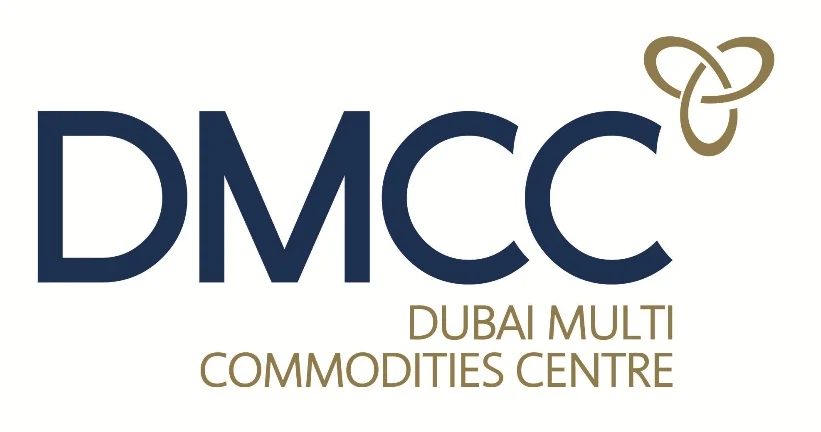 DMCC
DUBAI MULTI
COMMODITIES CENTRE